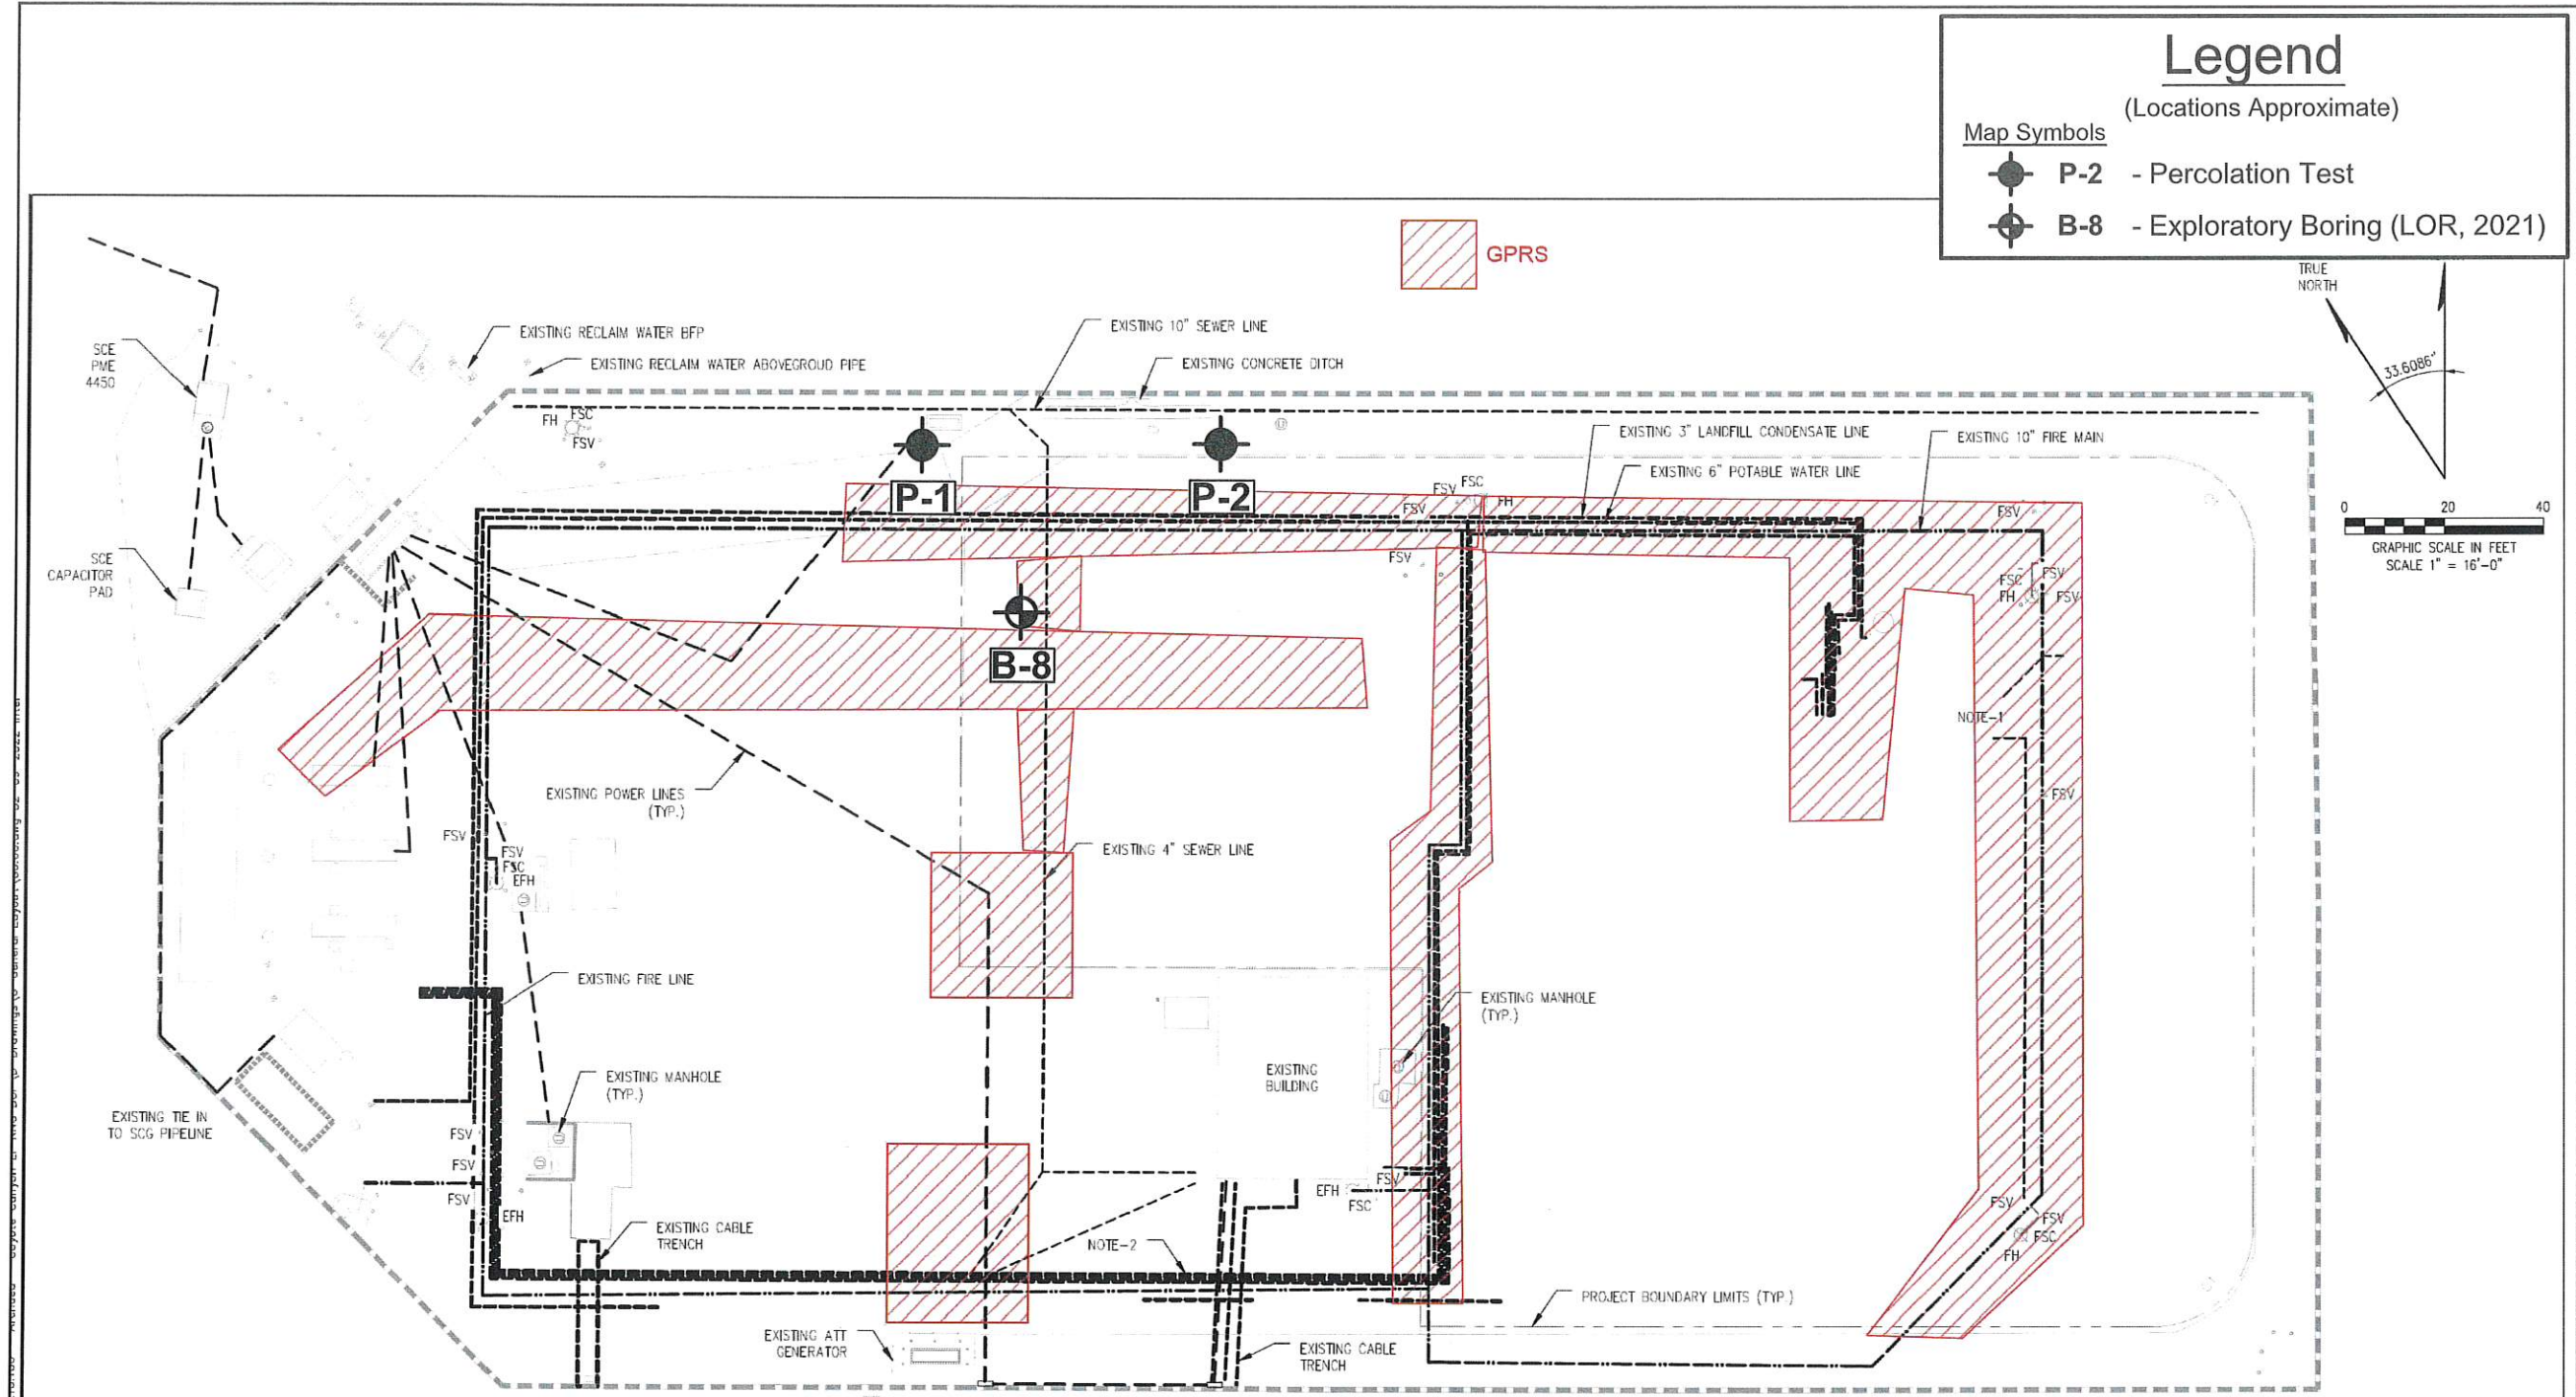 Legend
(Locations Approximate)
Map Symbols
P-2 - Percolation Test
B-8 - Exploratory Boring (LOR, 2021)
GPRS
TRUE
NORTH
33.6086°
0 20 40
GRAPHIC SCALE IN FEET
SCALE 1" = 16'-0"
SCE
PME
4450
EXISTING RECLAIM WATER BFP
EXISTING RECLAIM WATER ABOVEGROUD PIPE
EXISTING 10" SEWER LINE
EXISTING CONCRETE DITCH
FH
FSC
FSV
EXISTING 3" LANDFILL CONDENSATE LINE
EXISTING 10" FIRE MAIN
EXISTING 6" POTABLE WATER LINE
P-1
P-2
FSV
FSC
FH
FSV
FSV
FSV
SCE
CAPACITOR
PAD
FSC
FSV
FH
FSV
B-8
NOTE-1
EXISTING POWER LINES
(TYP.)
FSV
FSV
FSV
FSC
EFH
EXISTING 4" SEWER LINE
EXISTING FIRE LINE
EXISTING MANHOLE
(TYP.)
EXISTING
BUILDING
EXISTING MANHOLE
(TYP.)
EXISTING TIE IN
TO SCG PIPELINE
FSV
FSV
FSV
EFH
EFH
FSV
FSC
FSV
FSV
FSC
FH
EXISTING CABLE
TRENCH
NOTE-2
PROJECT BOUNDARY LIMITS (TYP.)
EXISTING ATT
GENERATOR
EXISTING CABLE
TRENCH